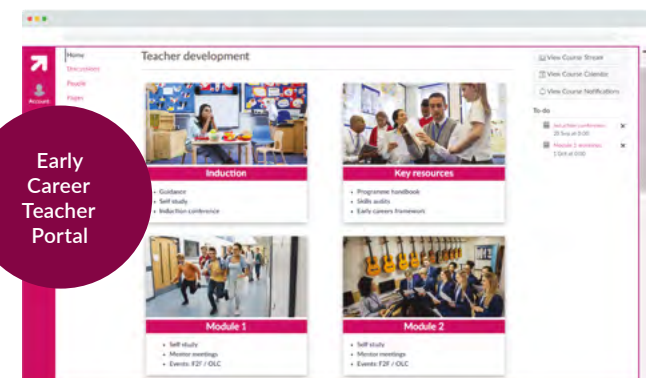 Early
Career
Teacher
Portal
Account
Home
Discussions
People
Pages
Teacher development
Induction
• Guidance
• Self study
• Induction conference
Key resources
• Programme handbook
• Skills audits
• Early careers framework
Module 1
• Self study
• Mentor meetings
• Events: F2F / OLC
Module 2
• Self study
• Mentor meetings
• Events: F2F / OLC
View Course Stream
View Course Calendar
View Course Notifications
To-do
Induction conference
Module 1